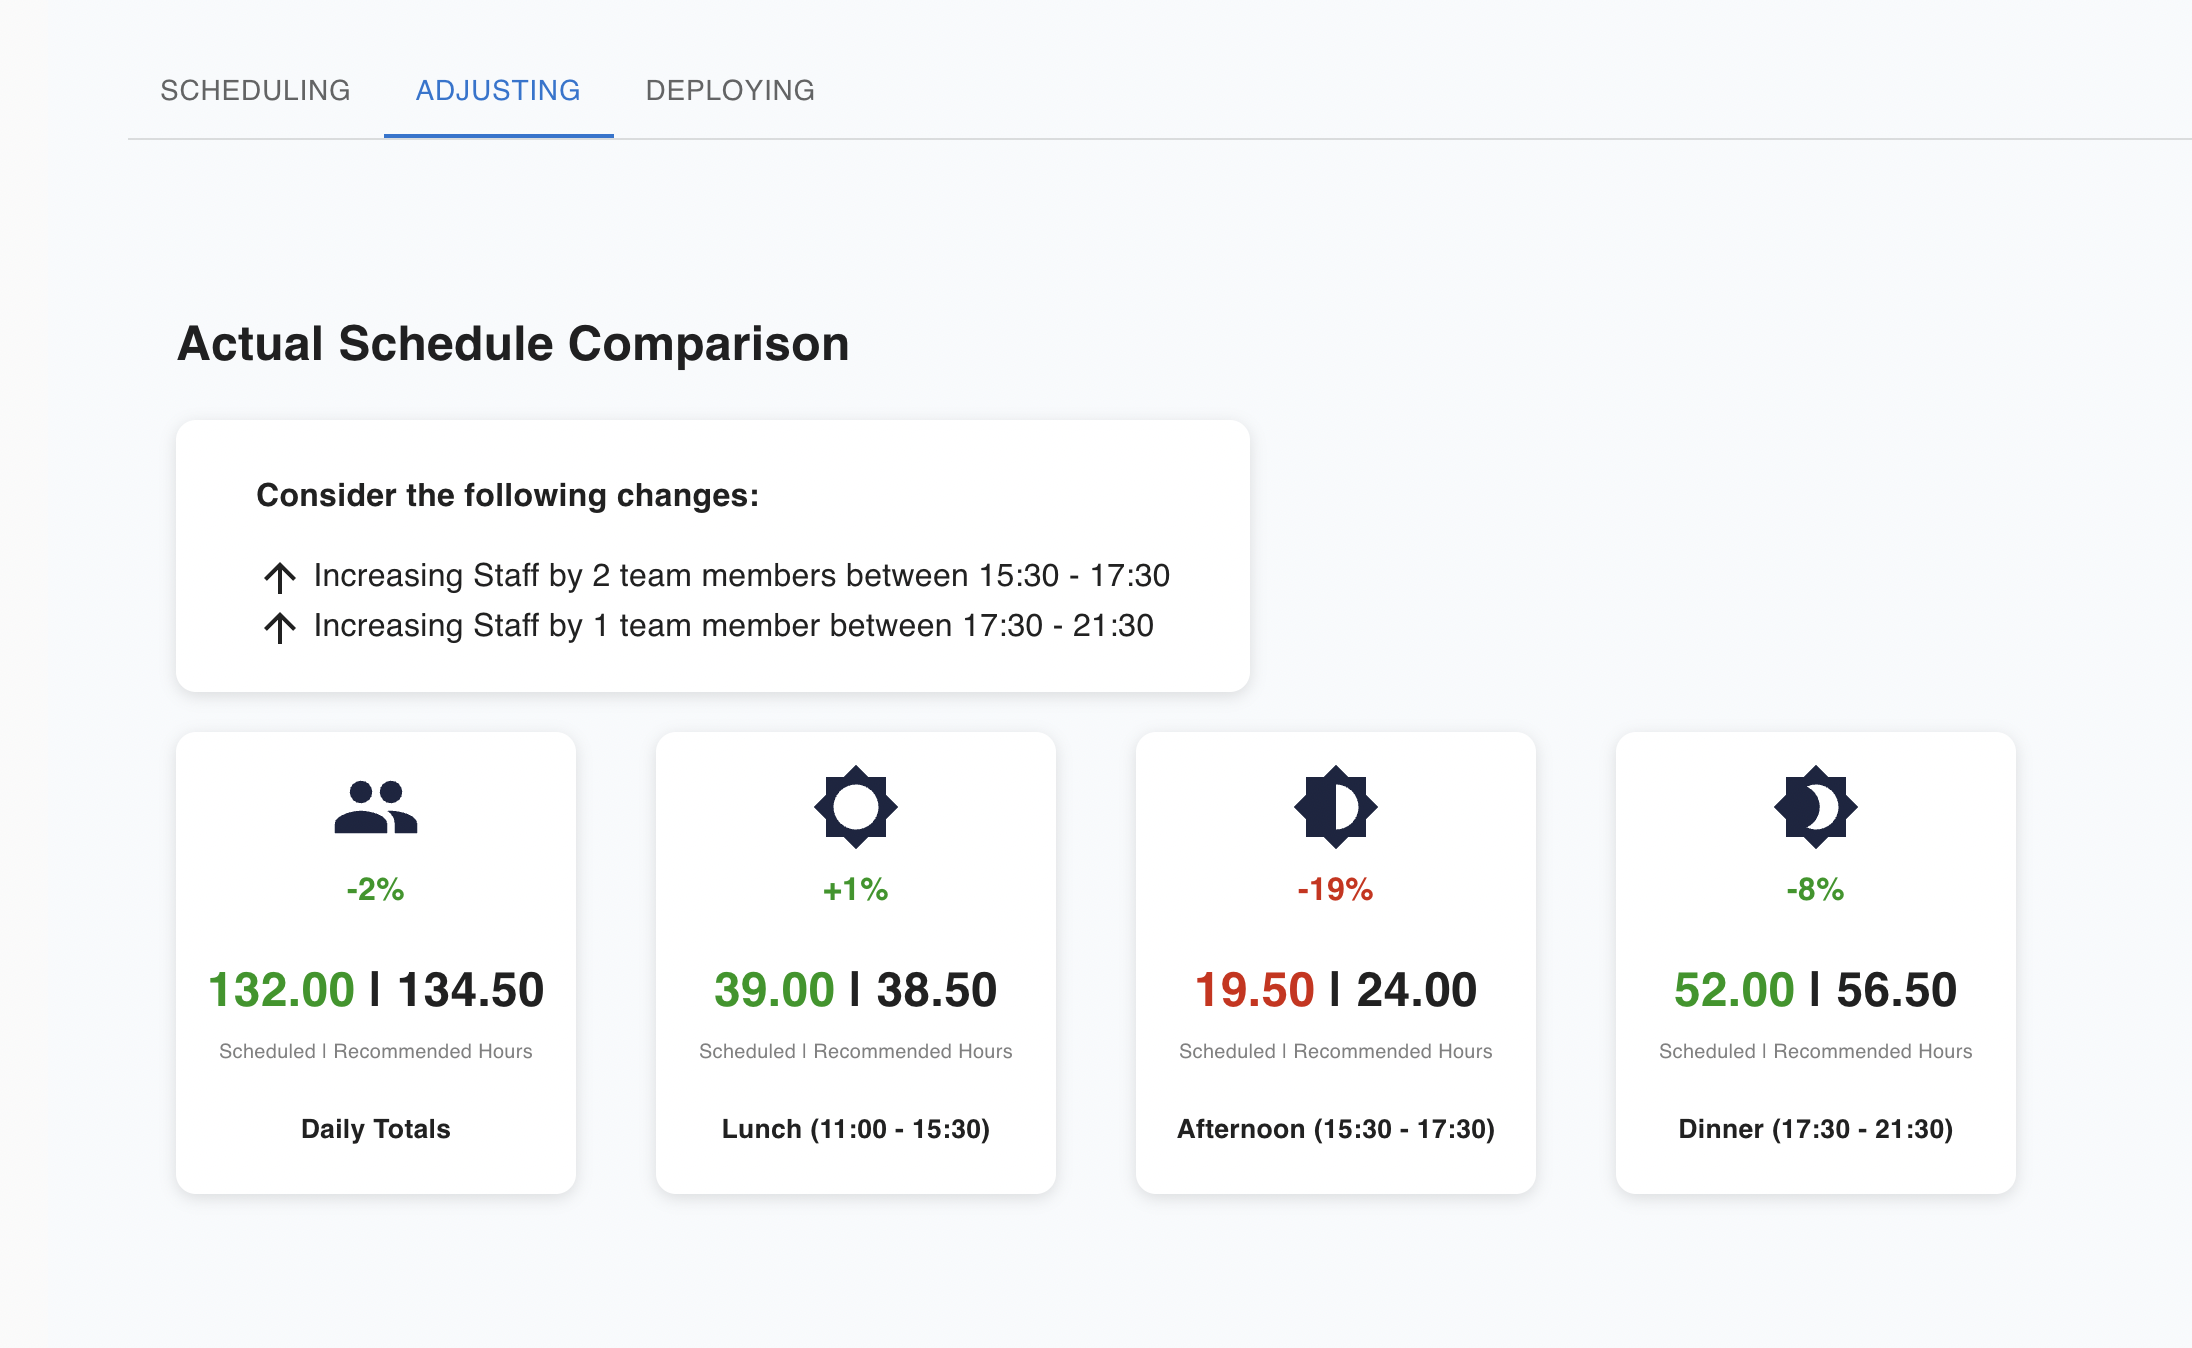 SCHEDULING ADJUSTING DEPLOYING
Actual Schedule Comparison
Consider the following changes:
Increasing Staff by 2 team members between 15:30 - 17:30
Increasing Staff by 1 team member between 17:30 - 21:30
-2%
132.00 | 134.50
Scheduled | Recommended Hours
Daily Totals
+1%
39.00 | 38.50
Scheduled | Recommended Hours
Lunch (11:00 - 15:30)
-19%
19.50 | 24.00
Scheduled | Recommended Hours
Afternoon (15:30 - 17:30)
-8%
52.00 | 56.50
Scheduled | Recommended Hours
Dinner (17:30 - 21:30)